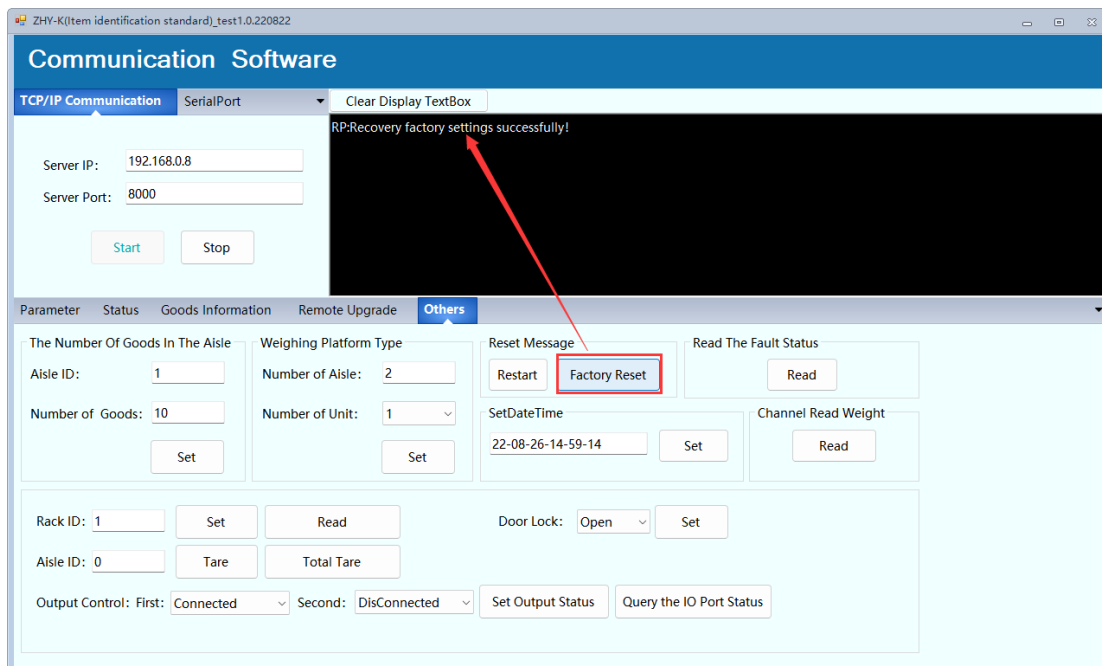 ZHY-K(Item identification standard)_test1.0.220822
Communication Software
TCP/IP Communication SerialPort Clear Display TextBox
RP:Recovery factory settings successfully!
Server IP: 192.168.0.8
Server Port: 8000
Start Stop
Parameter Status Goods Information Remote Upgrade Others
The Number Of Goods In The Aisle Weighing Platform Type Reset Message Read The Fault Status
Aisle ID: 1 Number of Aisle: 2 Restart Factory Reset Read
Number of Goods: 10 Number of Unit: 1 SetDateTime Channel Read Weight
22-08-26-14-59-14 Set Read
Set Set
Rack ID: 1 Set Read Door Lock: Open Set
Aisle ID: 0 Tare Total Tare
Output Control: First: Connected Second: DisConnected Set Output Status Query the IO Port Status